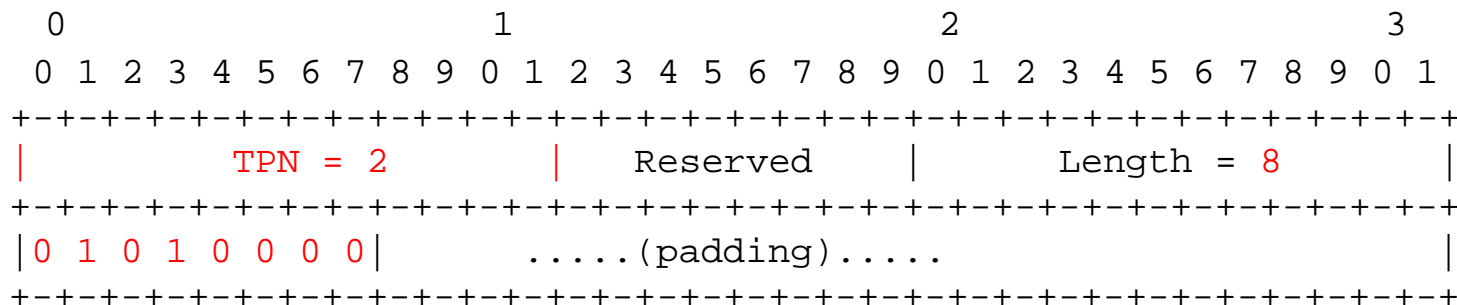 0 1 2 3
0 1 2 3 4 5 6 7 8 9 0 1 2 3 4 5 6 7 8 9 0 1 2 3 4 5 6 7 8 9 0 1
+-+-+-+-+-+-+-+-+-+-+-+-+-+-+-+-+-+-+-+-+-+-+-+-+-+-+-+-+-+-+-+-+
| TPN = 2 | Reserved | Length = 8 |
+-+-+-+-+-+-+-+-+-+-+-+-+-+-+-+-+-+-+-+-+-+-+-+-+-+-+-+-+-+-+-+-+
|0 1 0 1 0 0 0 0| .....(padding)..... |
+-+-+-+-+-+-+-+-+-+-+-+-+-+-+-+-+-+-+-+-+-+-+-+-+-+-+-+-+-+-+-+-+